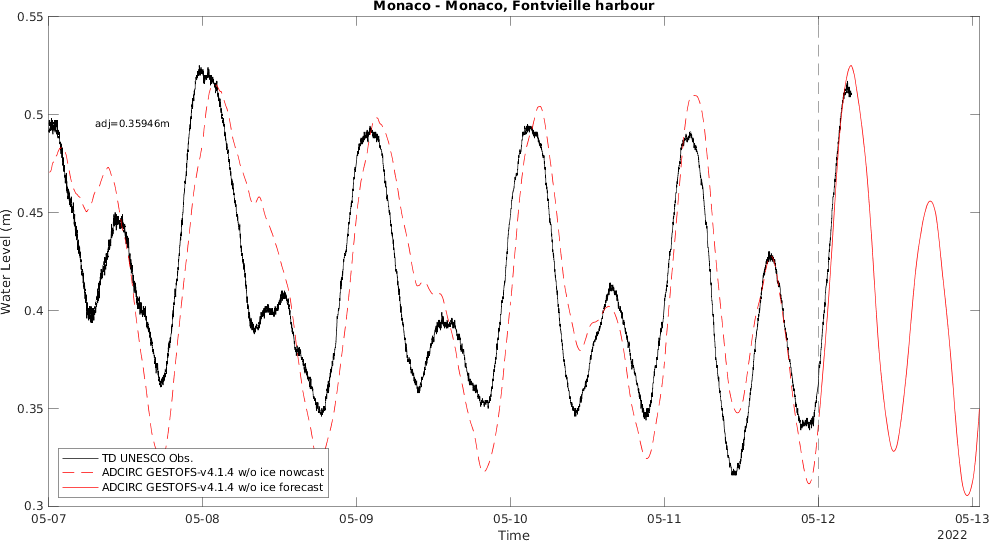 Monaco - Monaco, Fontvieille harbour
0.55
0.5
0.45
0.4
0.35
0.3
Water Level (m)
adj=0.35946m
TD UNESCO Obs.
ADCIRC GESTOFS-v4.1.4 w/o ice nowcast
ADCIRC GESTOFS-v4.1.4 w/o ice forecast
05-07 05-08 05-09 05-10 05-11 05-12 05-13
Time
2022